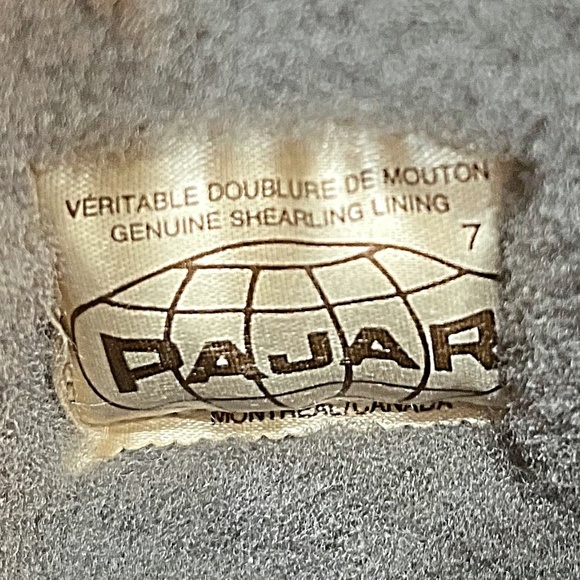 VÉRITABLE DOUBLURE DE MOUTON
GENUINE SHEARLING LINING
7
PAJAR
MONTREAL/CANADA